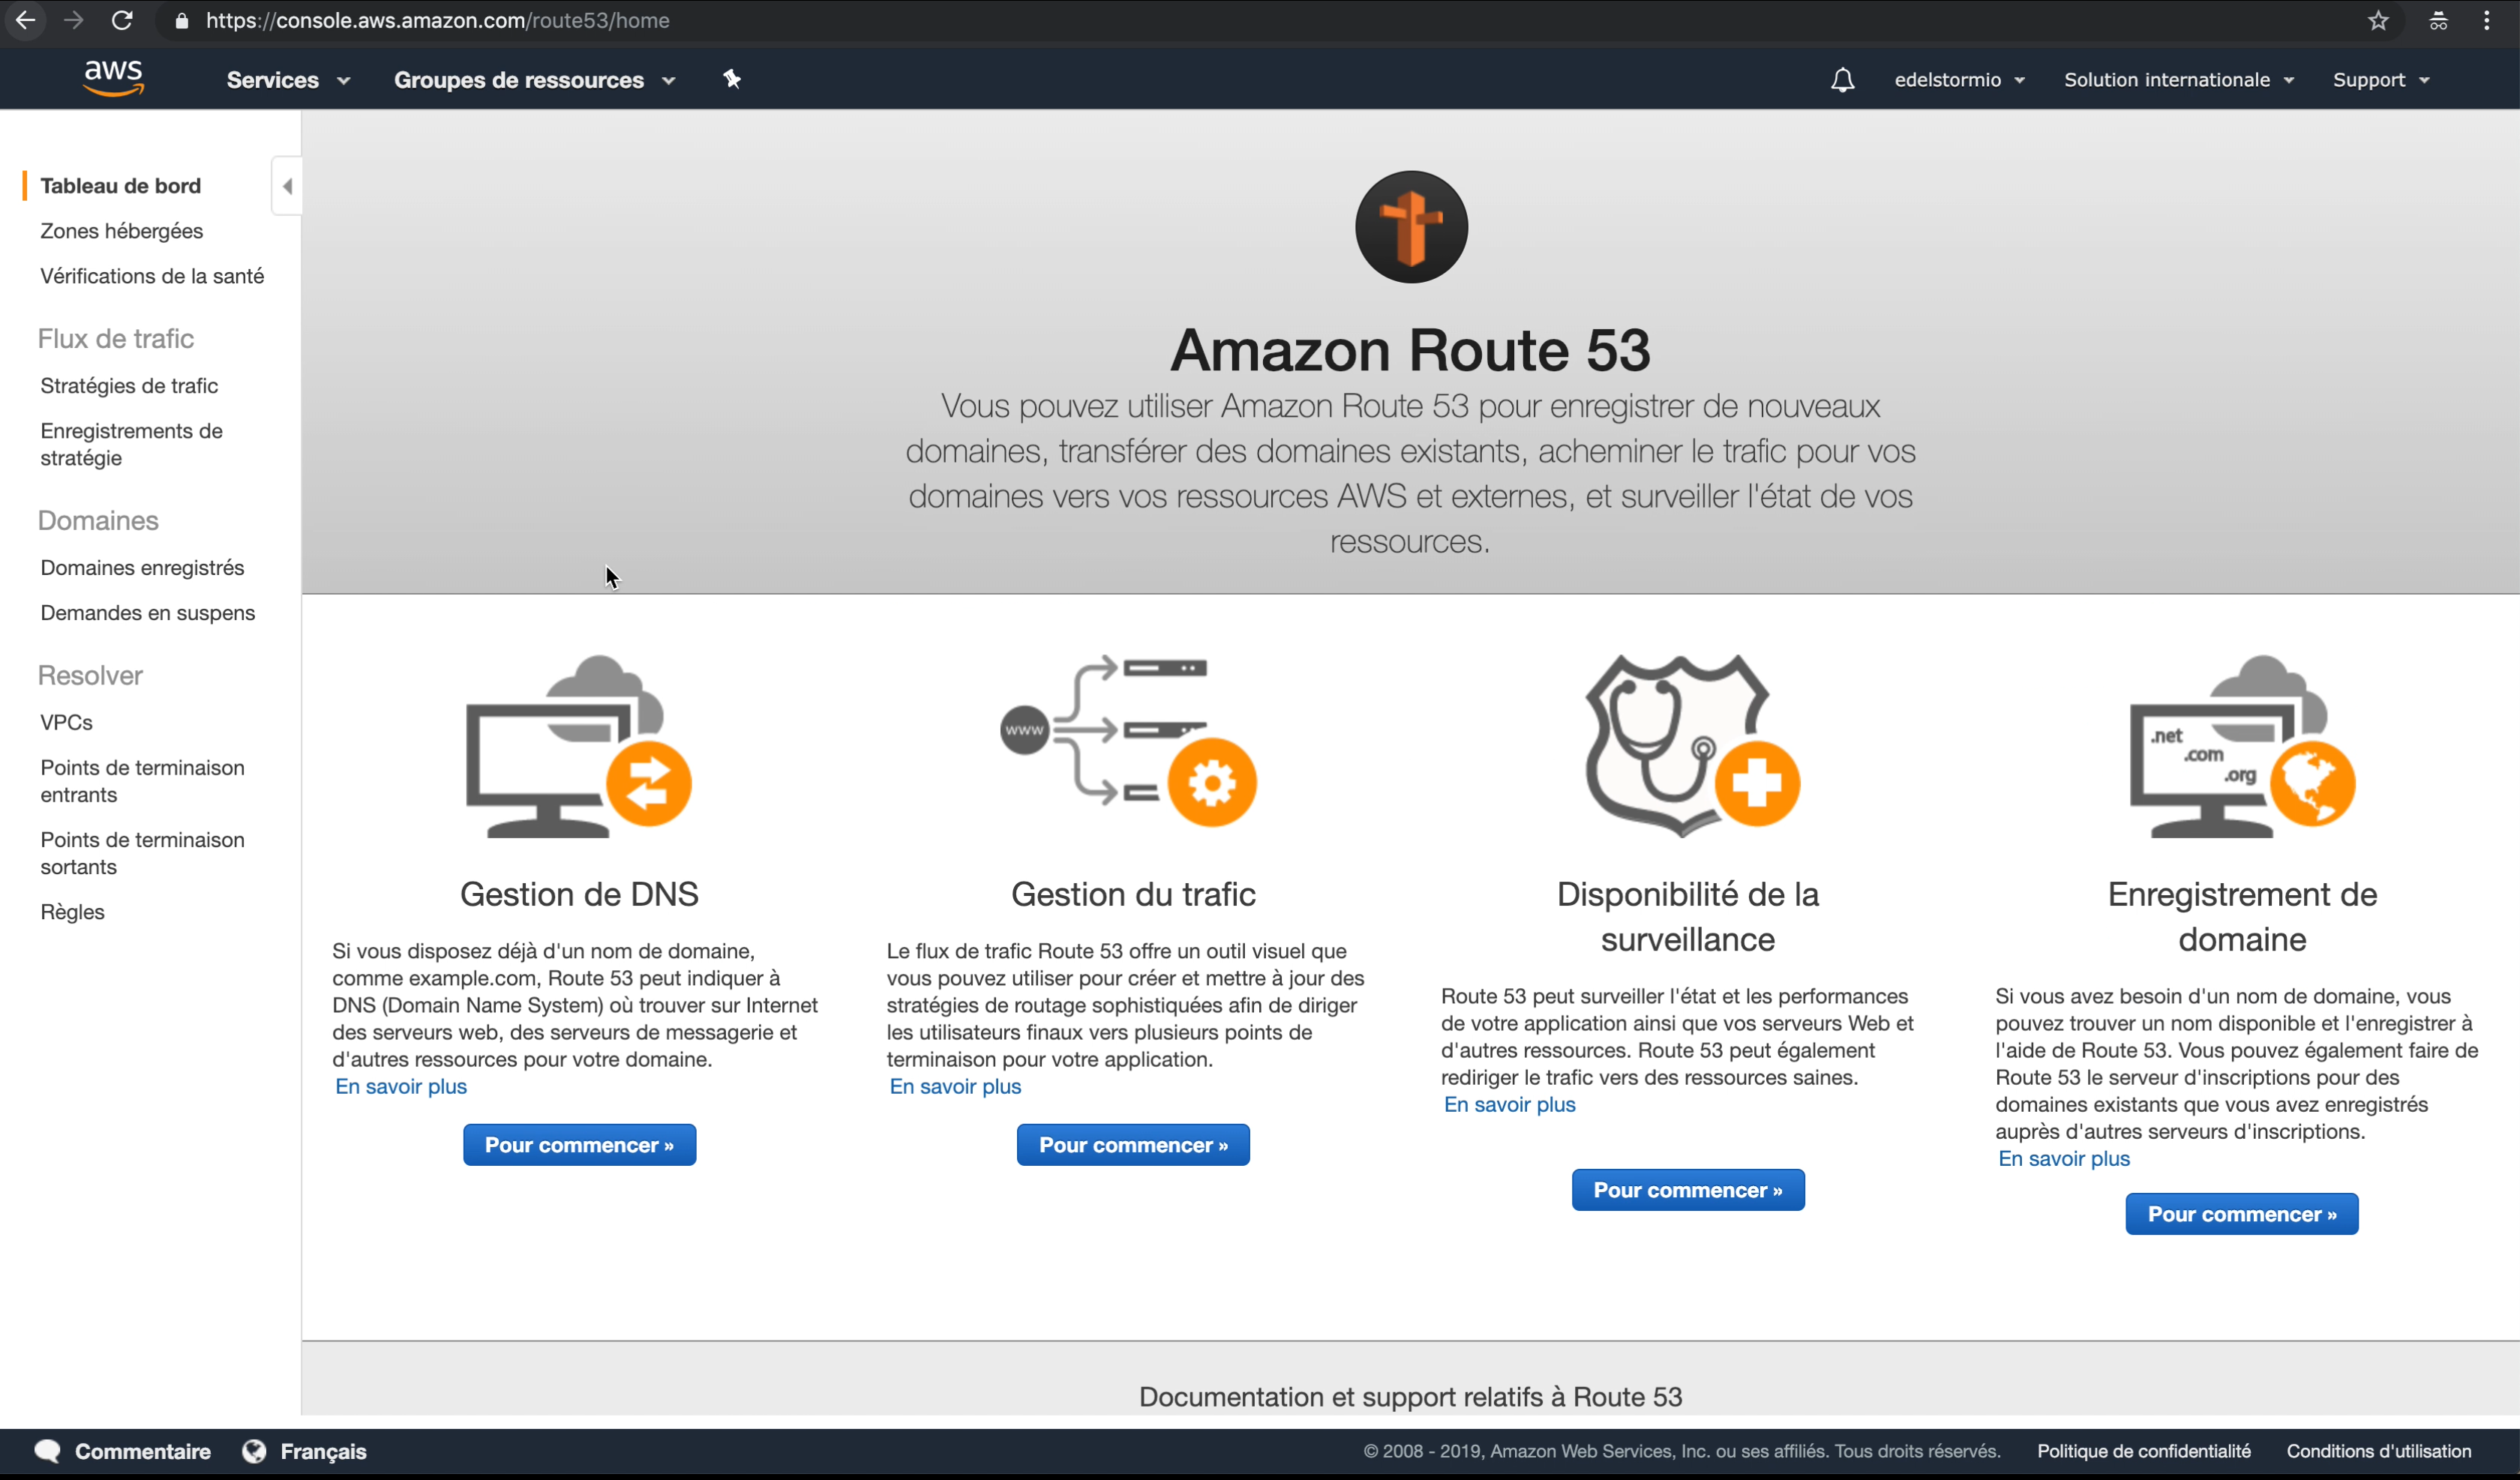 https://console.aws.amazon.com/route53/home
aws
Services
Groupes de ressources
edelstormio
Solution internationale
Support
Tableau de bord
Zones hébergées
Vérifications de la santé
Flux de trafic
Stratégies de trafic
Enregistrements de
stratégie
Domaines
Domaines enregistrés
Demandes en suspens
Resolver
VPCs
Points de terminaison
entrants
Points de terminaison
sortants
Règles
Amazon Route 53
Vous pouvez utiliser Amazon Route 53 pour enregistrer de nouveaux
domaines, transférer des domaines existants, acheminer le trafic pour vos
domaines vers vos ressources AWS et externes, et surveiller l'état de vos
ressources.
Gestion de DNS
Si vous disposez déjà d'un nom de domaine,
comme example.com, Route 53 peut indiquer à
DNS (Domain Name System) où trouver sur Internet
des serveurs web, des serveurs de messagerie et
d'autres ressources pour votre domaine.
En savoir plus
Pour commencer »
www
Gestion du trafic
Le flux de trafic Route 53 offre un outil visuel que
vous pouvez utiliser pour créer et mettre à jour des
stratégies de routage sophistiquées afin de diriger
les utilisateurs finaux vers plusieurs points de
terminaison pour votre application.
En savoir plus
Pour commencer »
Disponibilité de la
surveillance
Route 53 peut surveiller l'état et les performances
de votre application ainsi que vos serveurs Web et
d'autres ressources. Route 53 peut également
rediriger le trafic vers des ressources saines.
En savoir plus
Pour commencer »
.net
.com
.org
Enregistrement de
domaine
Si vous avez besoin d'un nom de domaine, vous
pouvez trouver un nom disponible et l'enregistrer à
l'aide de Route 53. Vous pouvez également faire de
Route 53 le serveur d'inscriptions pour des
domaines existants que vous avez enregistrés
auprès d'autres serveurs d'inscriptions.
En savoir plus
Pour commencer »
Documentation et support relatifs à Route 53
Commentaire
Français
© 2008 - 2019, Amazon Web Services, Inc. ou ses affiliés. Tous droits réservés.
Politique de confidentialité
Conditions d'utilisation